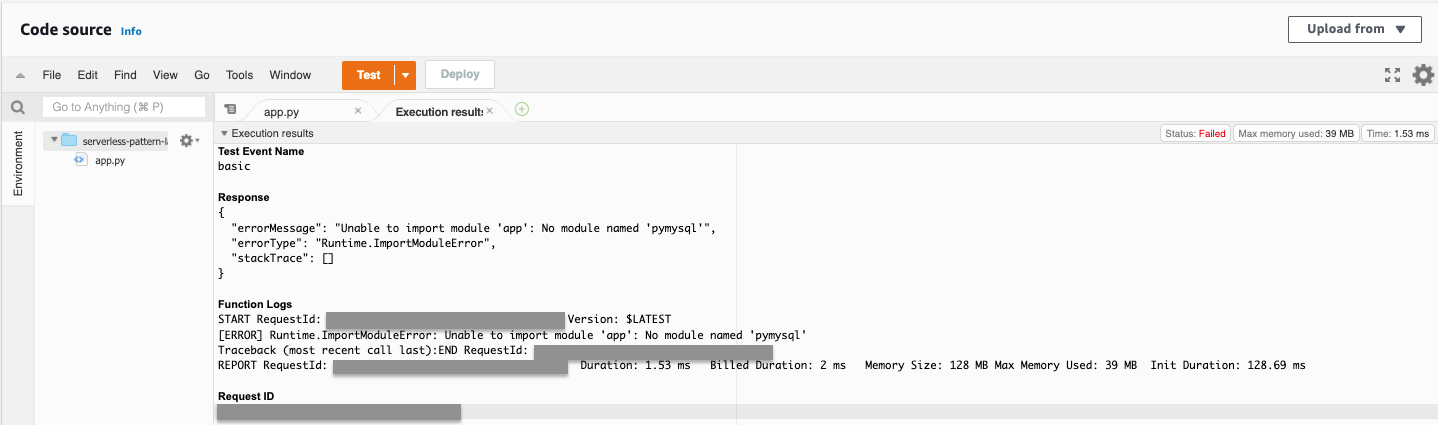 Code source Info
Upload from
File Edit Find View Go Tools Window Test Deploy
Go to Anything (⌘ P)
app.py Execution results
Environment
serverless-pattern-l
app.py
Execution results Status: Failed Max memory used: 39 MB Time: 1.53 ms
Test Event Name
basic
Response
{
"errorMessage": "Unable to import module 'app': No module named 'pymysql'",
"errorType": "Runtime.ImportModuleError",
"stackTrace": []
}
Function Logs
START RequestId: Version: $LATEST
[ERROR] Runtime.ImportModuleError: Unable to import module 'app': No module named 'pymysql'
Traceback (most recent call last):END RequestId:
REPORT RequestId: Duration: 1.53 ms Billed Duration: 2 ms Memory Size: 128 MB Max Memory Used: 39 MB Init Duration: 128.69 ms
Request ID